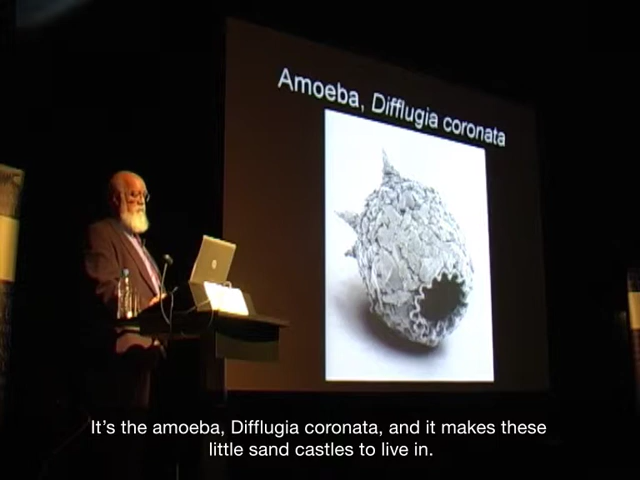 Amoeba, Difflugia coronata
It's the amoeba, Difflugia coronata, and it makes these
little sand castles to live in.